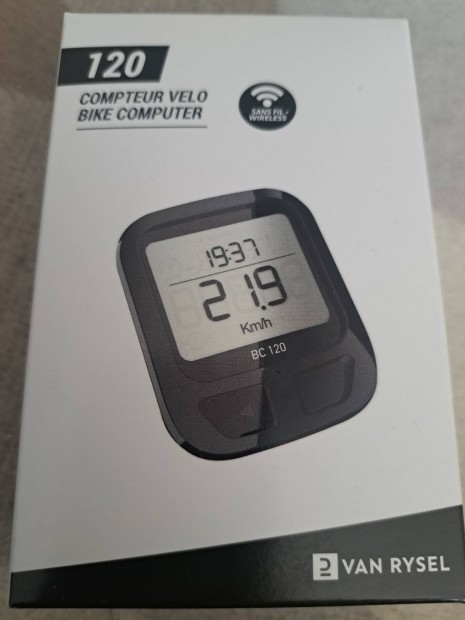 120
COMPTEUR VELO
BIKE COMPUTER
SANS FIL •
WIRELESS
19:37
21.9
Km/h
BC 120
VAN RYSEL